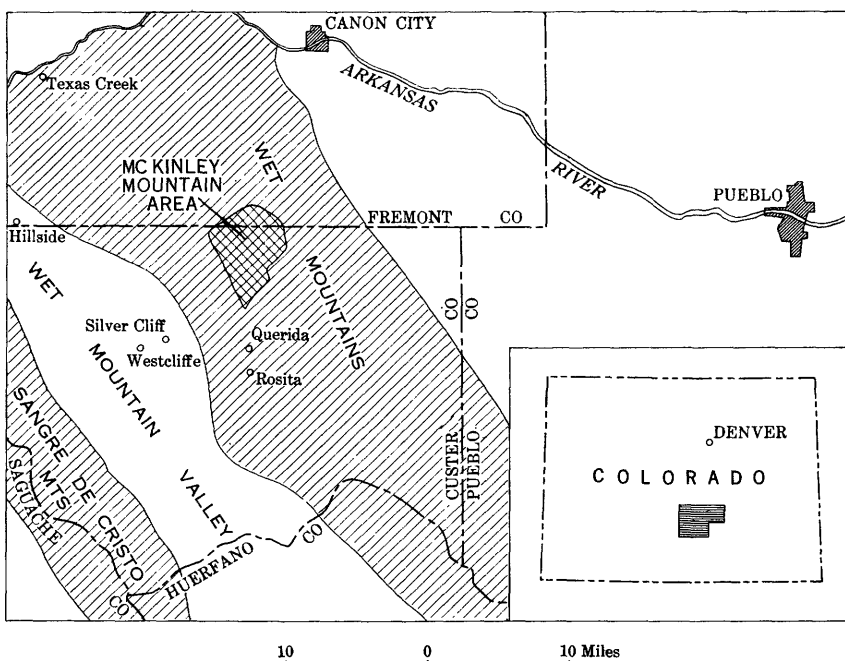 CANON CITY
Texas Creek
ARKANSAS
RIVER
WET
MOUNTAINS
MC KINLEY
MOUNTAIN
AREA
PUEBLO
FREMONT CO
Hillside
WET
MOUNTAIN
VALLEY
CO
CO
Silver Cliff
Westcliffe
Querida
Rosita
CUSTER
PUEBLO
SANGRE DE CRISTO
MTS
SAGUACHE
CO
HUERFANO
CO
DENVER
COLORADO
10 0 10 Miles